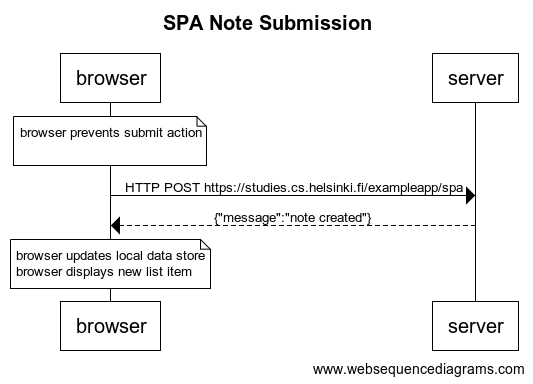 SPA Note Submission
browser
server
browser prevents submit action
HTTP POST https://studies.cs.helsinki.fi/exampleapp/spa
{"message":"note created"}
browser updates local data store
browser displays new list item
browser
server
www.websequencediagrams.com